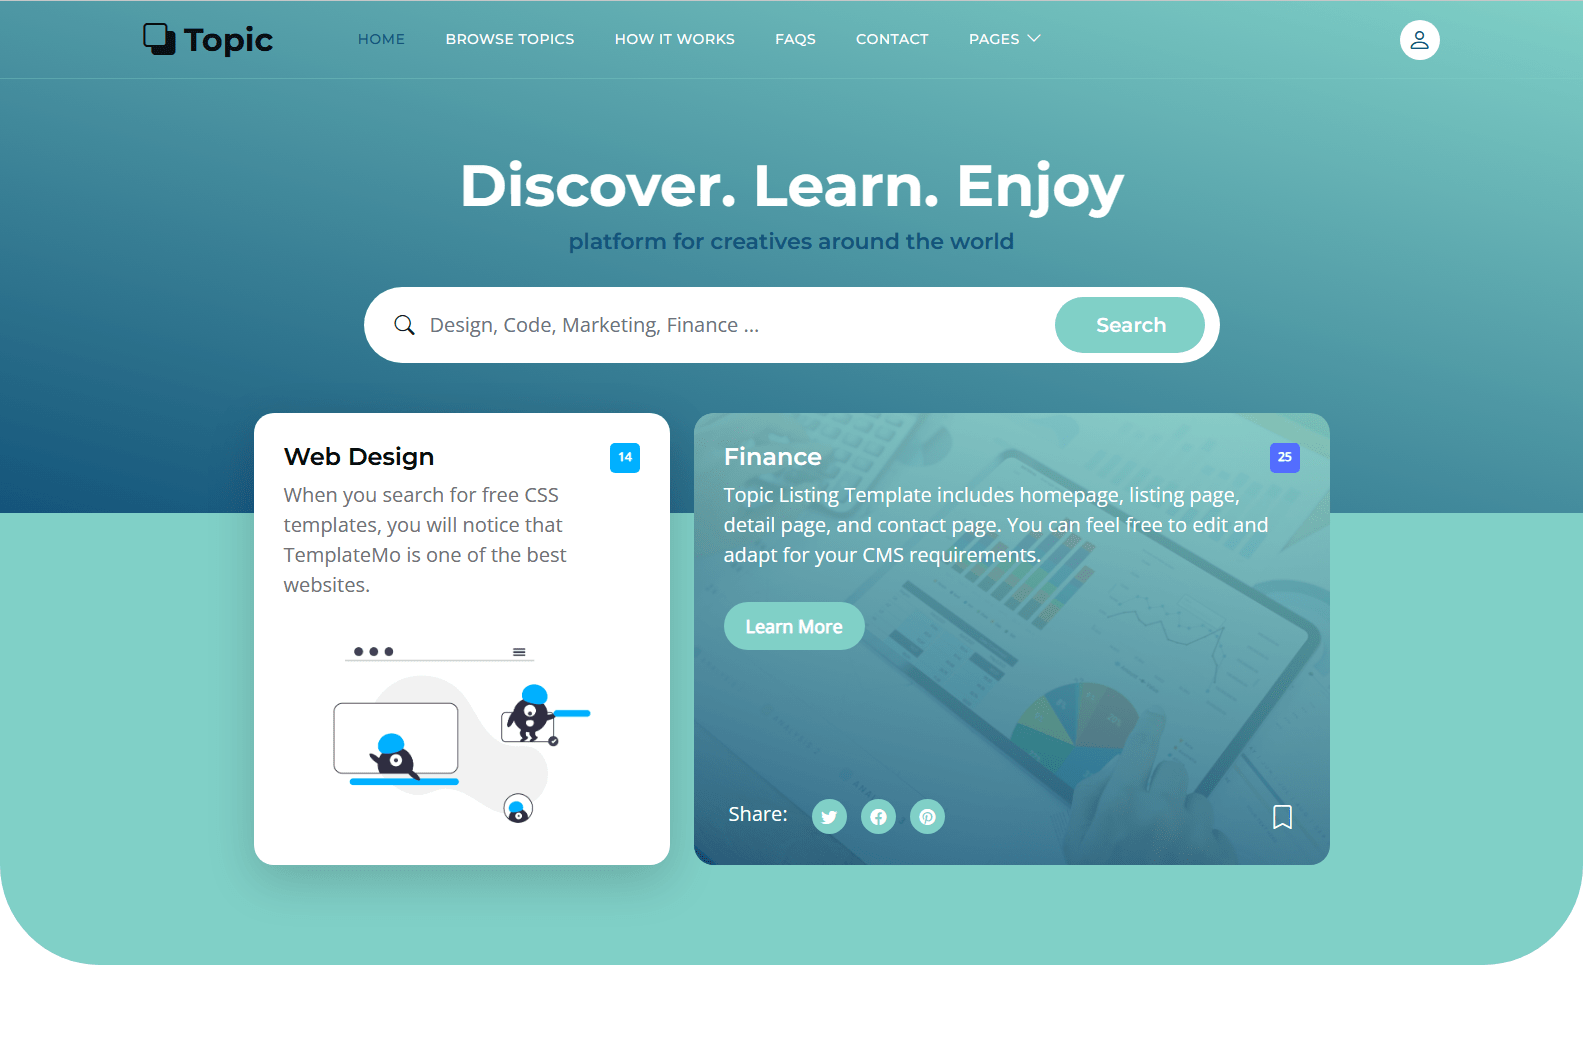 Topic
HOME
BROWSE TOPICS
HOW IT WORKS
FAQS
CONTACT
PAGES
Discover. Learn. Enjoy
platform for creatives around the world
Design, Code, Marketing, Finance ...
Search
Web Design
14
When you search for free CSS
templates, you will notice that
TemplateMo is one of the best
websites.
Finance
25
Topic Listing Template includes homepage, listing page,
detail page, and contact page. You can feel free to edit and
adapt for your CMS requirements.
Learn More
Share: